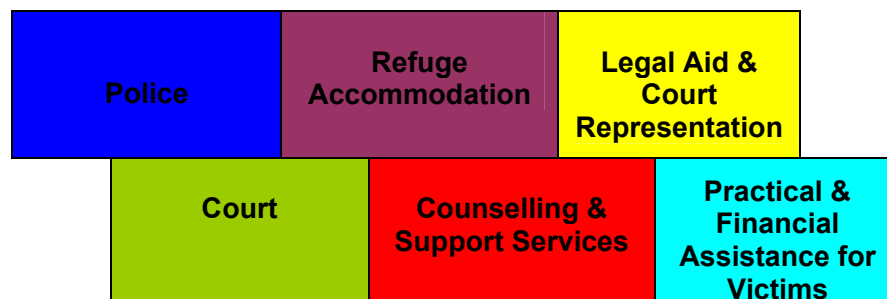 Police
Refuge
Accommodation
Legal Aid &
Court
Representation
Court
Counselling &
Support Services
Practical &
Financial
Assistance for
Victims